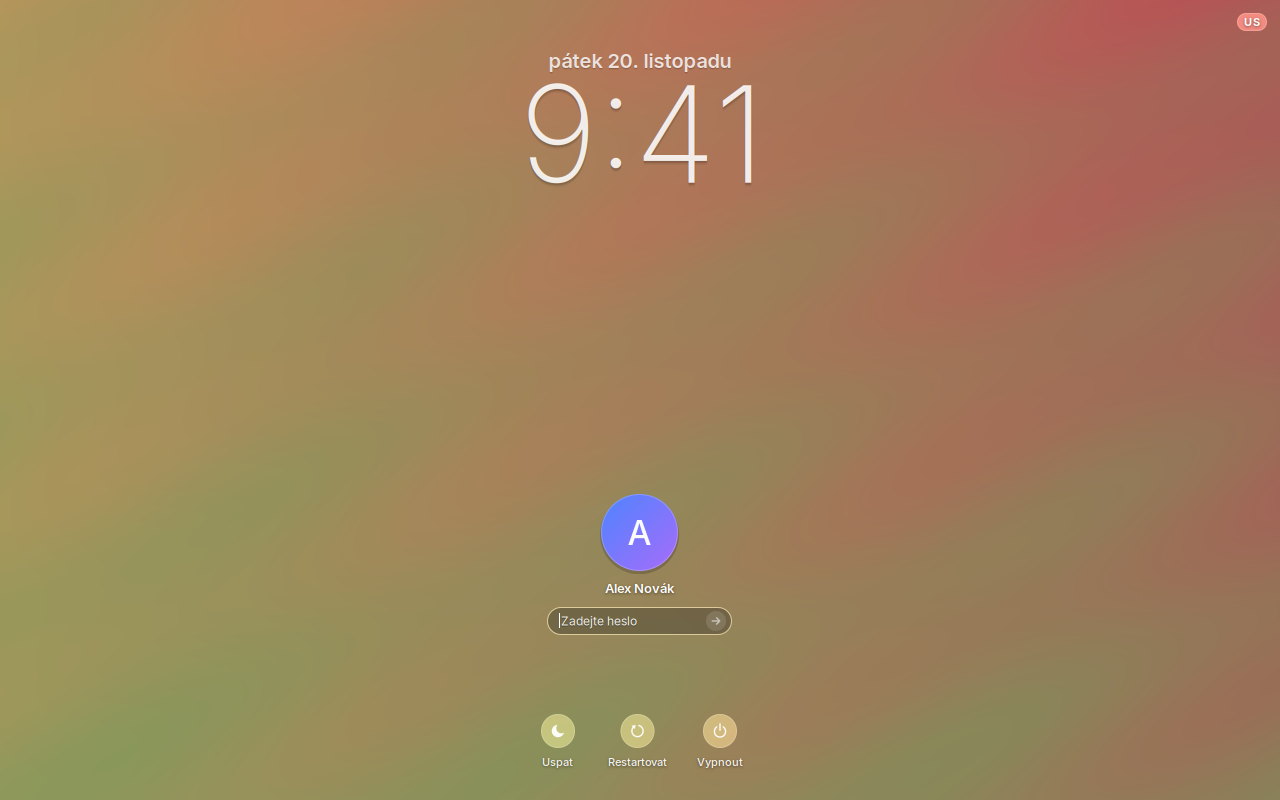 US
pátek 20. listopadu
9:41
A
Alex Novák
Zadejte heslo
Uspat
Restartovat
Vypnout